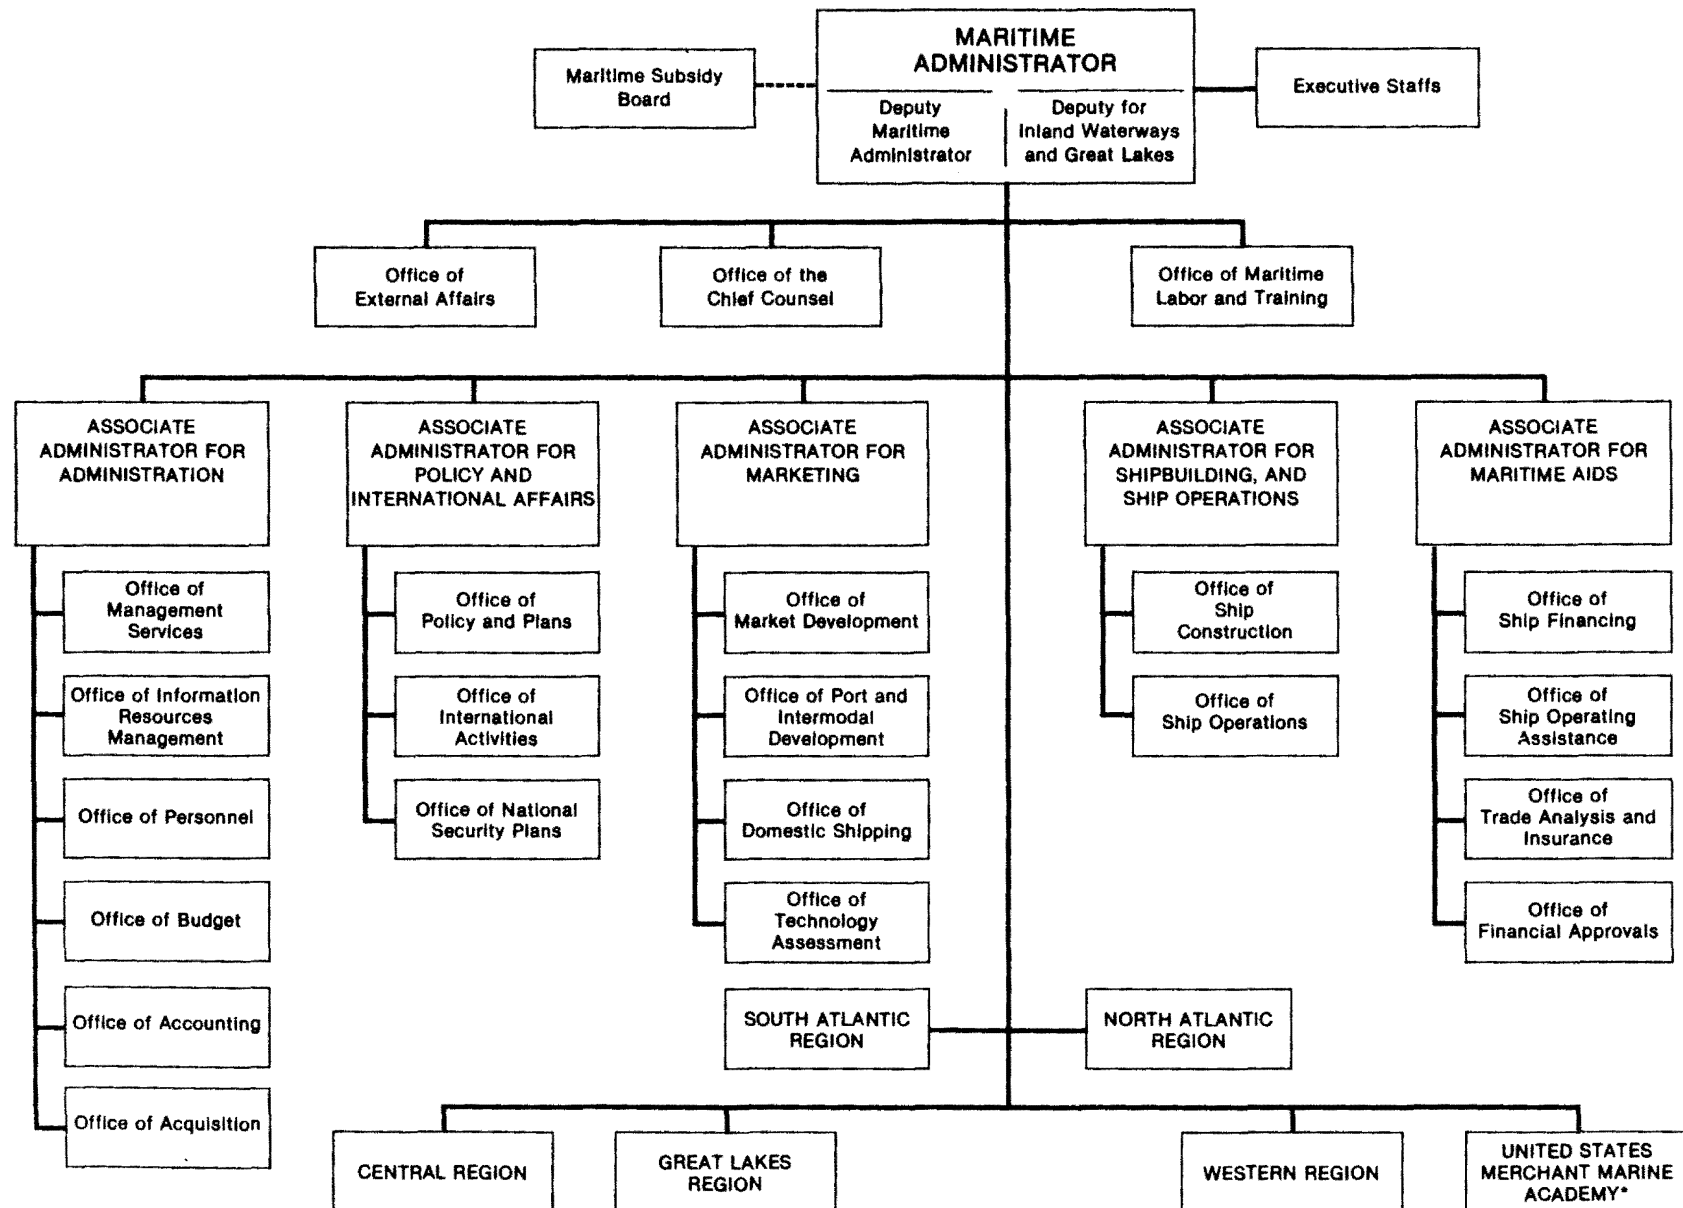 MARITIME
ADMINISTRATOR
Deputy
Maritime
Administrator
Deputy for
Inland Waterways
and Great Lakes
Maritime Subsidy
Board
Executive Staffs
Office of
External Affairs
Office of the
Chief Counsel
Office of Maritime
Labor and Training
ASSOCIATE
ADMINISTRATOR FOR
ADMINISTRATION
Office of
Management
Services
Office of Information
Resources
Management
Office of Personnel
Office of Budget
Office of Accounting
Office of Acquisition
ASSOCIATE
ADMINISTRATOR FOR
POLICY AND
INTERNATIONAL AFFAIRS
Office of
Policy and Plans
Office of
International
Activities
Office of National
Security Plans
ASSOCIATE
ADMINISTRATOR FOR
MARKETING
Office of
Market Development
Office of Port and
Intermodal
Development
Office of
Domestic Shipping
Office of
Technology
Assessment
ASSOCIATE
ADMINISTRATOR FOR
SHIPBUILDING, AND
SHIP OPERATIONS
Office of
Ship
Construction
Office of
Ship Operations
ASSOCIATE
ADMINISTRATOR FOR
MARITIME AIDS
Office of
Ship Financing
Office of
Ship Operating
Assistance
Office of
Trade Analysis and
Insurance
Office of
Financial Approvals
SOUTH ATLANTIC
REGION
NORTH ATLANTIC
REGION
CENTRAL REGION
GREAT LAKES
REGION
WESTERN REGION
UNITED STATES
MERCHANT MARINE
ACADEMY*